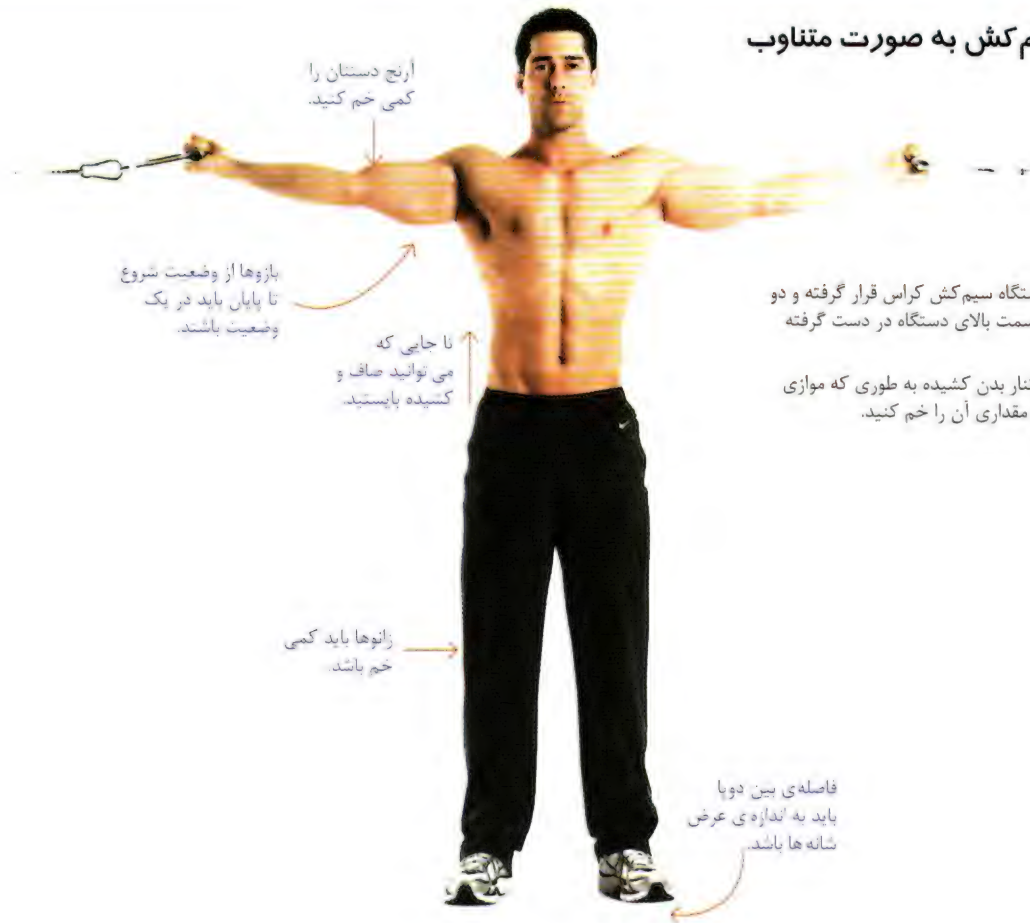 م‌کش به صورت متناوب
آرنج دستتان را
کمی خم کنید.
بازوها از وضعیت شروع
تا پایان باید در یک
وضعیت باشند.
تا جایی که
می توانید صاف و
کشیده بایستید.
ستگاه سیم‌کش کراس قرار گرفته و دو
سمت بالای دستگاه در دست گرفته
کنار بدن کشیده به طوری که موازی
مقداری آن را خم کنید.
زانوها باید کمی
خم باشد.
فاصله‌ی بین دوپا
باید به اندازه ی عرض
شانه ها باشد.